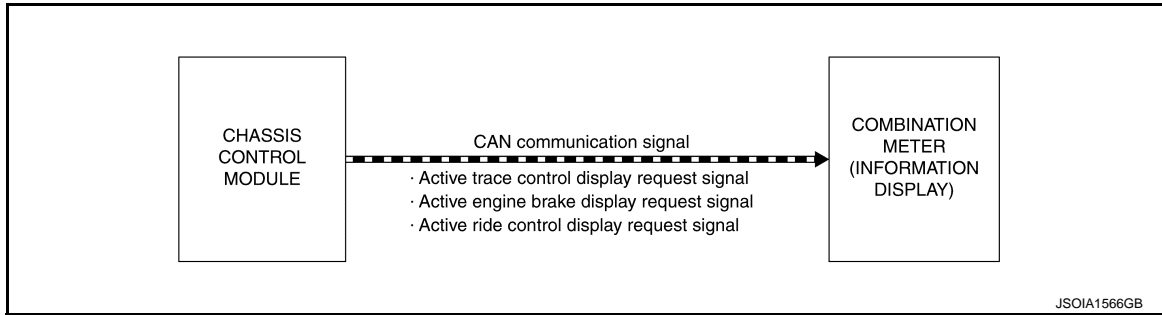 CHASSIS
CONTROL
MODULE
CAN communication signal
· Active trace control display request signal
· Active engine brake display request signal
· Active ride control display request signal
COMBINATION
METER
(INFORMATION
DISPLAY)
JSOIA1566GB